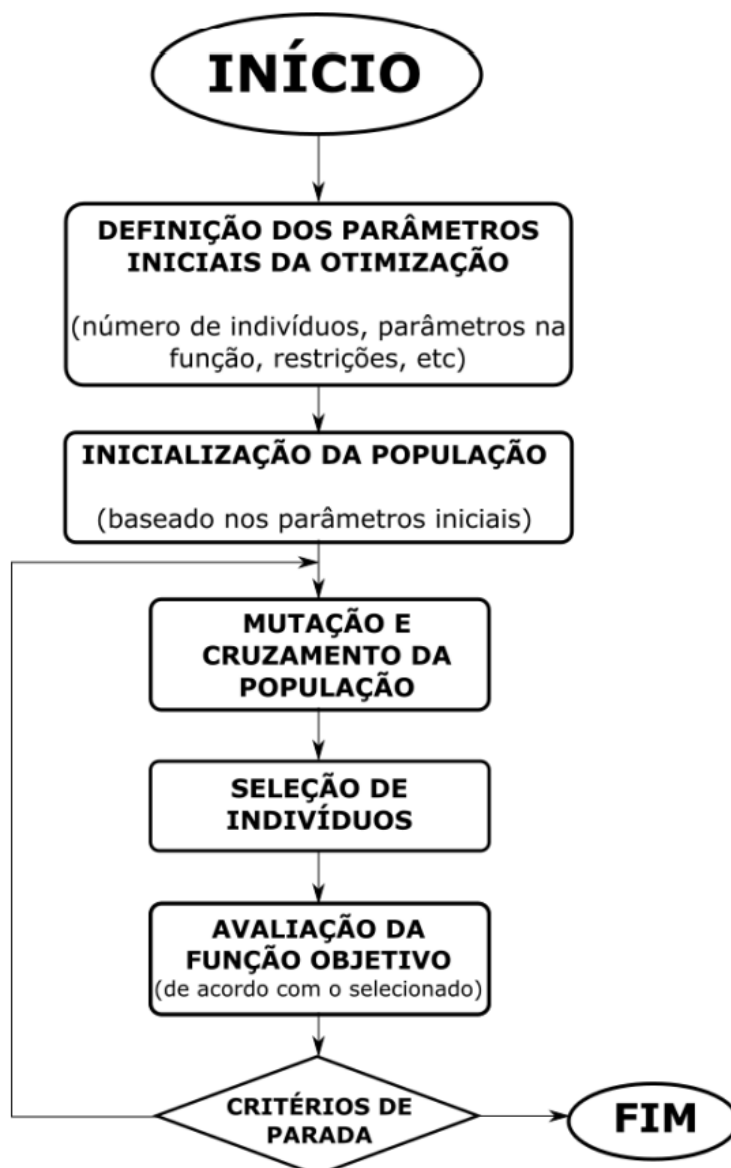 INÍCIO
DEFINIÇÃO DOS PARÂMETROS
INICIAIS DA OTIMIZAÇÃO
(número de indivíduos, parâmetros na
função, restrições, etc)
INICIALIZAÇÃO DA POPULAÇÃO
(baseado nos parâmetros iniciais)
MUTAÇÃO E
CRUZAMENTO DA
POPULAÇÃO
SELEÇÃO DE
INDIVÍDUOS
AVALIAÇÃO DA
FUNÇÃO OBJETIVO
(de acordo com o selecionado)
CRITÉRIOS DE
PARADA
FIM